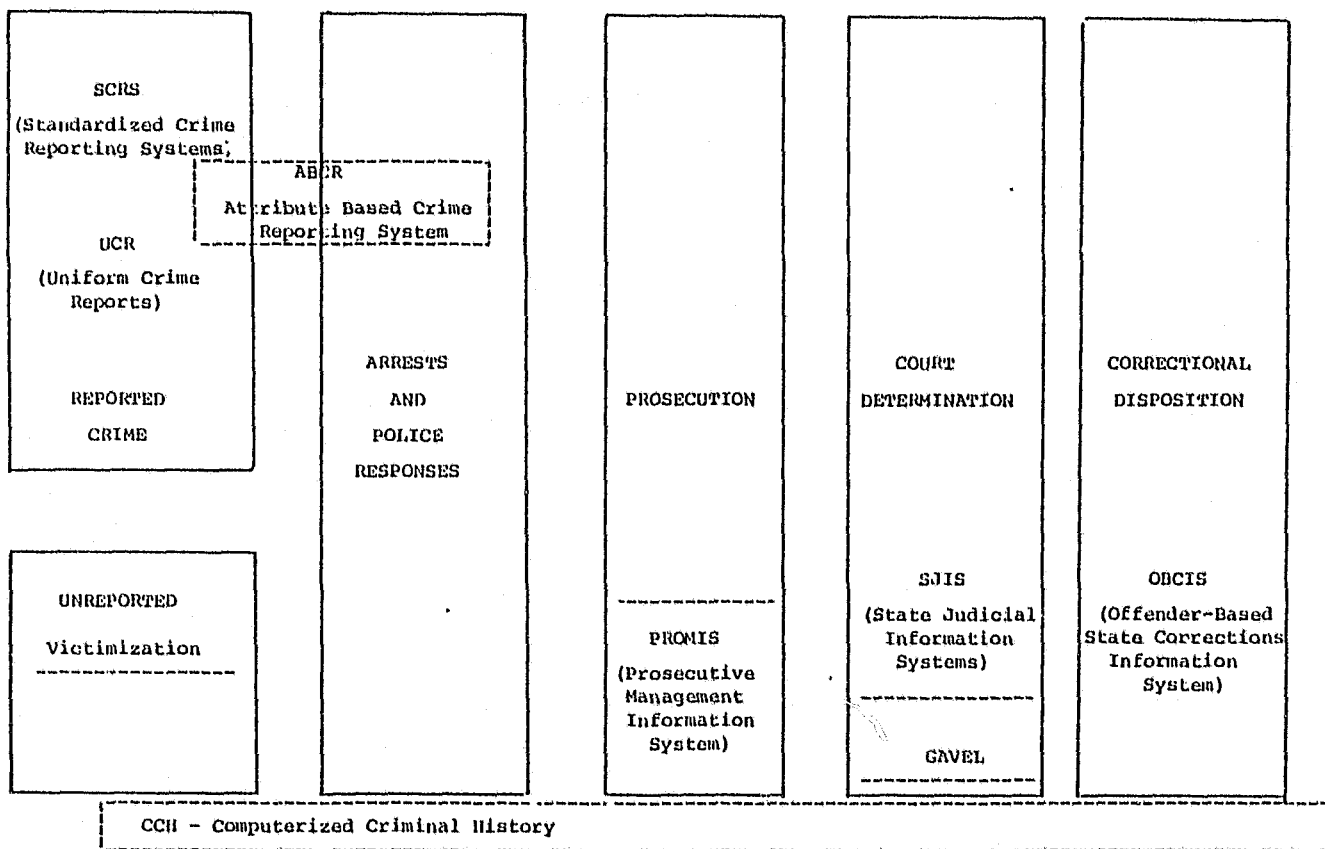 SCRS
(Standardized Crime
Reporting Systems)
UCR
(Uniform Crime
Reports)
REPORTED
CRIME
UNREPORTED
Victimization
ABCR
Attribute Based Crime
Reporting System
ARRESTS
AND
POLICE
RESPONSES
PROSECUTION
PROMIS
(Prosecutive
Management
Information
System)
COURT
DETERMINATION
SJIS
(State Judicial
Information
Systems)
GAVEL
CORRECTIONAL
DISPOSITION
OBCIS
(Offender-Based
State Corrections
Information
System)
CCH - Computerized Criminal History